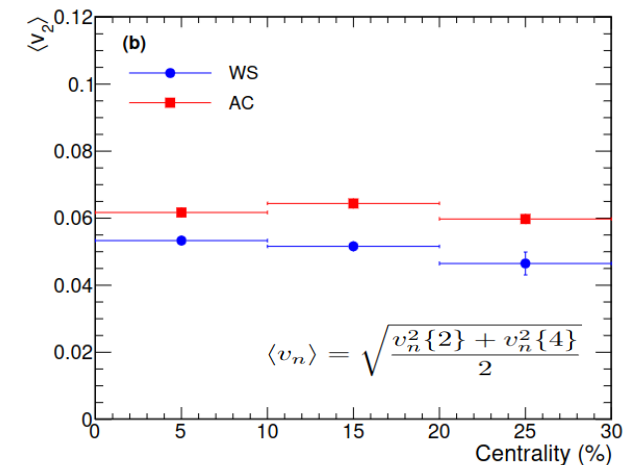 ⟨v₂⟩
0.12
(b)
WS
0.1
AC
0.08
0.06
0.04
⟨vₙ⟩ = √((vₙ²{2} + vₙ²{4})/2)
0.02
0
0 5 10 15 20 25 30
Centrality (%)